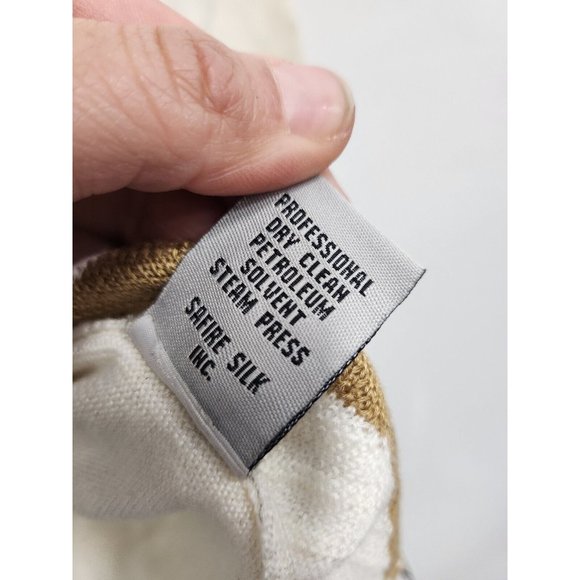 PROFESSIONAL
DRY CLEAN
PETROLEUM
SOLVENT
STEAM PRESS
SAFIRE SILK
INC.